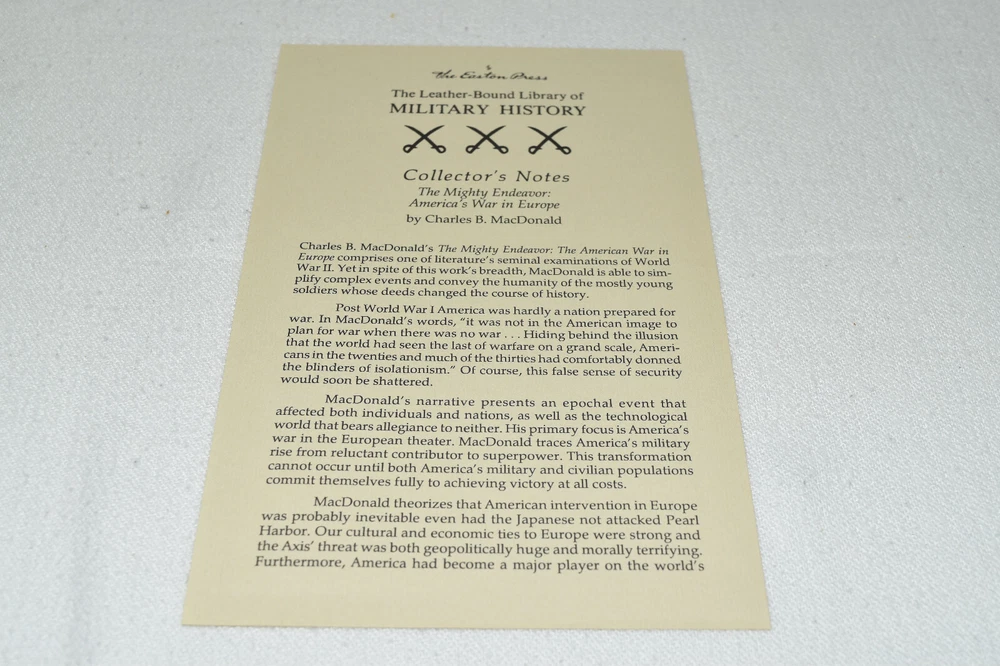 The Easton Press
The Leather-Bound Library of
MILITARY HISTORY
Collector's Notes
The Mighty Endeavor:
America's War in Europe
by Charles B. MacDonald
Charles B. MacDonald's The Mighty Endeavor: The American War in
Europe comprises one of literature's seminal examinations of World
War II. Yet in spite of this work's breadth, MacDonald is able to sim-
plify complex events and convey the humanity of the mostly young
soldiers whose deeds changed the course of history.
Post World War I America was hardly a nation prepared for
war. In MacDonald's words, "it was not in the American image to
plan for war when there was no war . . . Hiding behind the illusion
that the world had seen the last of warfare on a grand scale, Ameri-
cans in the twenties and much of the thirties had comfortably donned
the blinders of isolationism." Of course, this false sense of security
would soon be shattered.
MacDonald's narrative presents an epochal event that
affected both individuals and nations, as well as the technological
world that bears allegiance to neither. His primary focus is America's
war in the European theater. MacDonald traces America's military
rise from reluctant contributor to superpower. This transformation
cannot occur until both America's military and civilian populations
commit themselves fully to achieving victory at all costs.
MacDonald theorizes that American intervention in Europe
was probably inevitable even had the Japanese not attacked Pearl
Harbor. Our cultural and economic ties to Europe were strong and
the Axis' threat was both geopolitically huge and morally terrifying.
Furthermore, America had become a major player on the world's